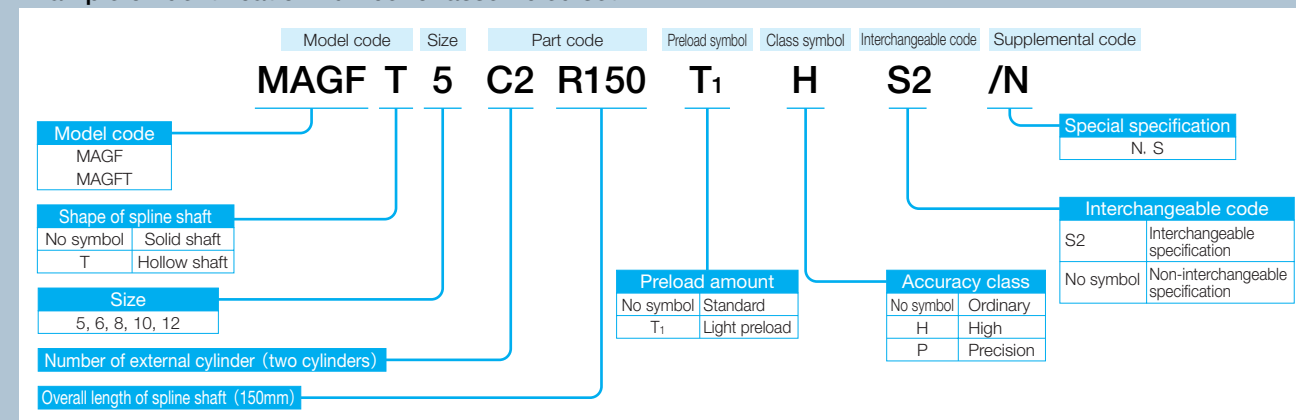 Model code Size Part code Preload symbol Class symbol Interchangeable code Supplemental code
MAGF T 5 C2 R150 T1 H S2 /N
Model code
MAGF
MAGFT
Shape of spline shaft
No symbol Solid shaft
T Hollow shaft
Size
5, 6, 8, 10, 12
Number of external cylinder (two cylinders)
Overall length of spline shaft (150mm)
Preload amount
No symbol Standard
T1 Light preload
Accuracy class
No symbol Ordinary
H High
P Precision
Special specification
N. S
Interchangeable code
S2 Interchangeable
specification
No symbol Non-interchangeable
specification